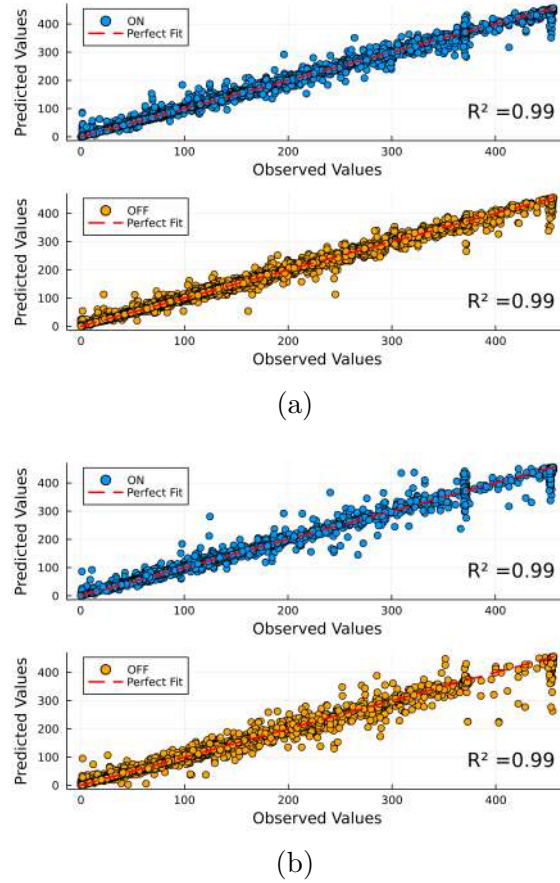 Predicted Values
400
300
200
100
0
ON
Perfect Fit
R² =0.99
0 100 200 300 400
Observed Values
Predicted Values
400
300
200
100
0
OFF
Perfect Fit
R² =0.99
0 100 200 300 400
Observed Values
(a)
Predicted Values
400
300
200
100
0
ON
Perfect Fit
R² =0.99
0 100 200 300 400
Observed Values
Predicted Values
400
300
200
100
0
OFF
Perfect Fit
R² =0.99
0 100 200 300 400
Observed Values
(b)